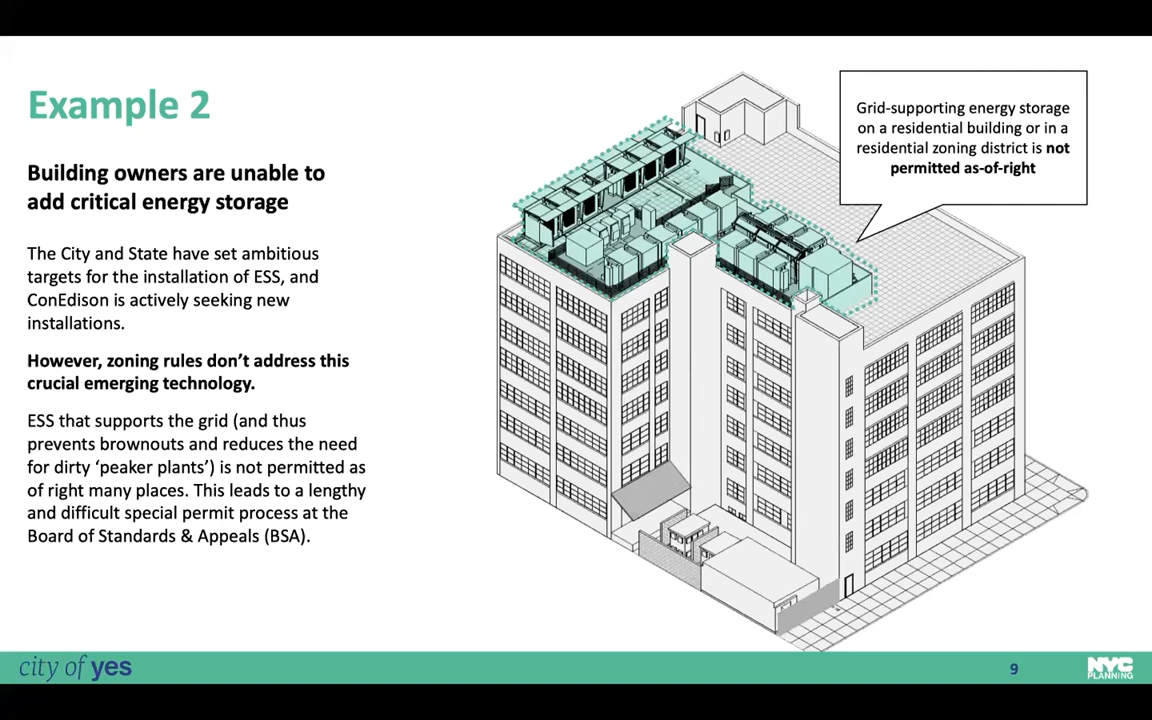 Example 2
Building owners are unable to
add critical energy storage
The City and State have set ambitious
targets for the installation of ESS, and
ConEdison is actively seeking new
installations.
However, zoning rules don’t address this
crucial emerging technology.
ESS that supports the grid (and thus
prevents brownouts and reduces the need
for dirty ‘peaker plants’) is not permitted as
of right many places. This leads to a lengthy
and difficult special permit process at the
Board of Standards & Appeals (BSA).
Grid-supporting energy storage
on a residential building or in a
residential zoning district is not
permitted as-of-right
city of yes
9
NYC
PLANNING